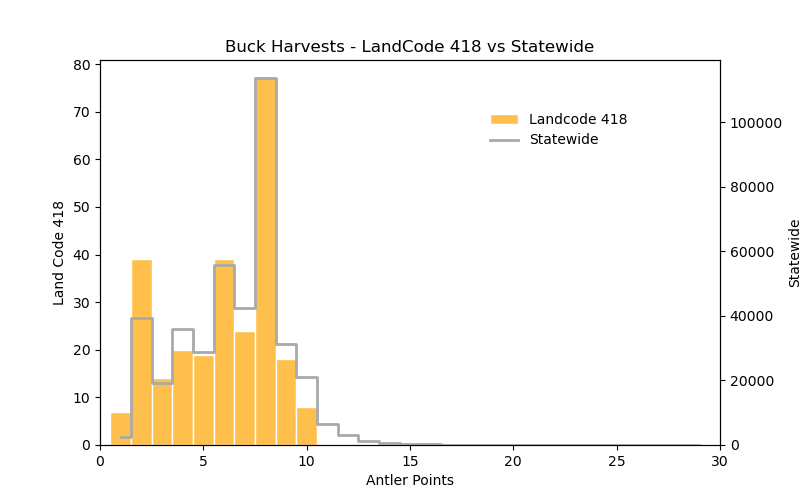 Buck Harvests - LandCode 418 vs Statewide
80
70
60
50
40
30
20
10
0
Land Code 418
Landcode 418
Statewide
100000
80000
60000
40000
20000
0
Statewide
0 5 10 15 20 25 30
Antler Points